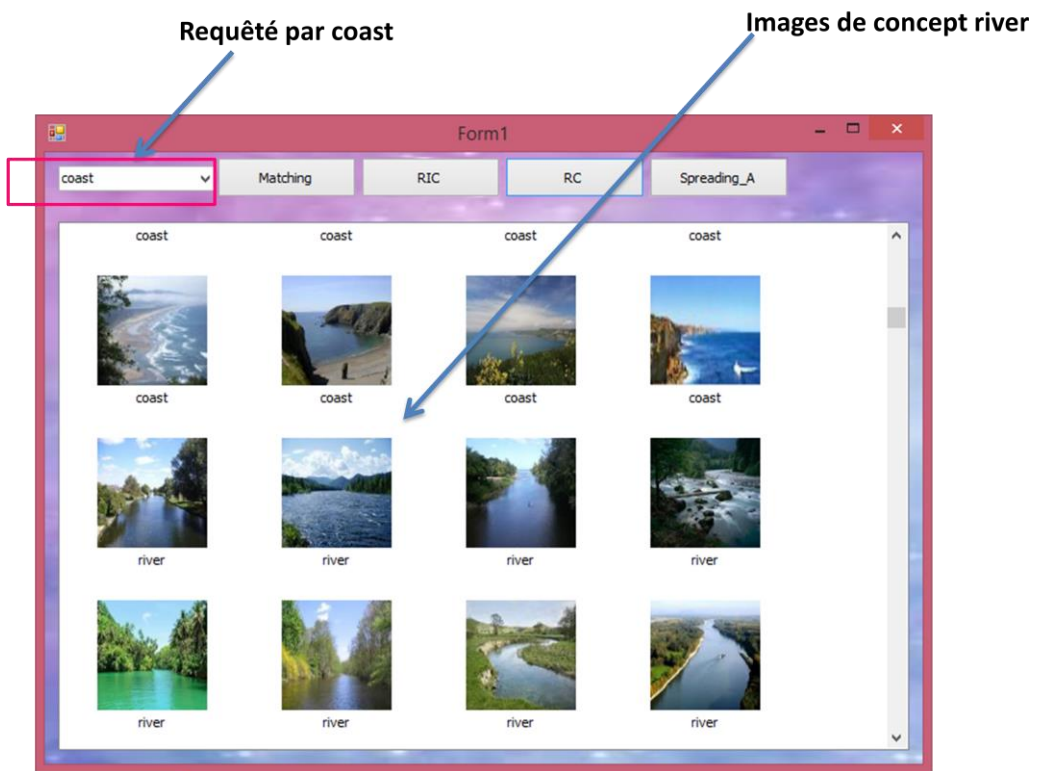 Requêté par coast
Images de concept river
Form1
coast Matching RIC RC Spreading_A
coast coast coast coast
coast coast coast coast
river river river river
river river river river